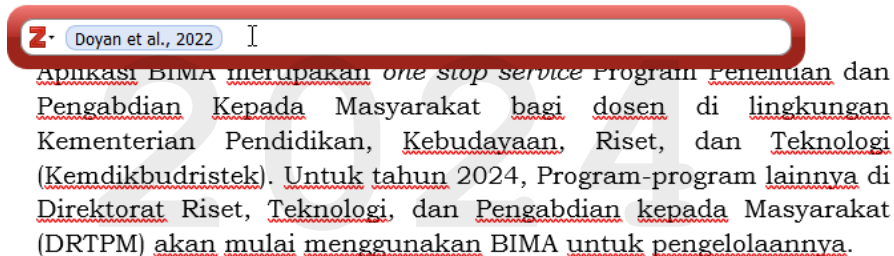 Z Doyan et al., 2022
Aplikasi BIMA merupakan one stop service Program Penelitian dan
Pengabdian Kepada Masyarakat bagi dosen di lingkungan
Kementerian Pendidikan, Kebudayaan, Riset, dan Teknologi
(Kemdikbudristek). Untuk tahun 2024, Program-program lainnya di
Direktorat Riset, Teknologi, dan Pengabdian kepada Masyarakat
(DRTPM) akan mulai menggunakan BIMA untuk pengelolaannya.
2024